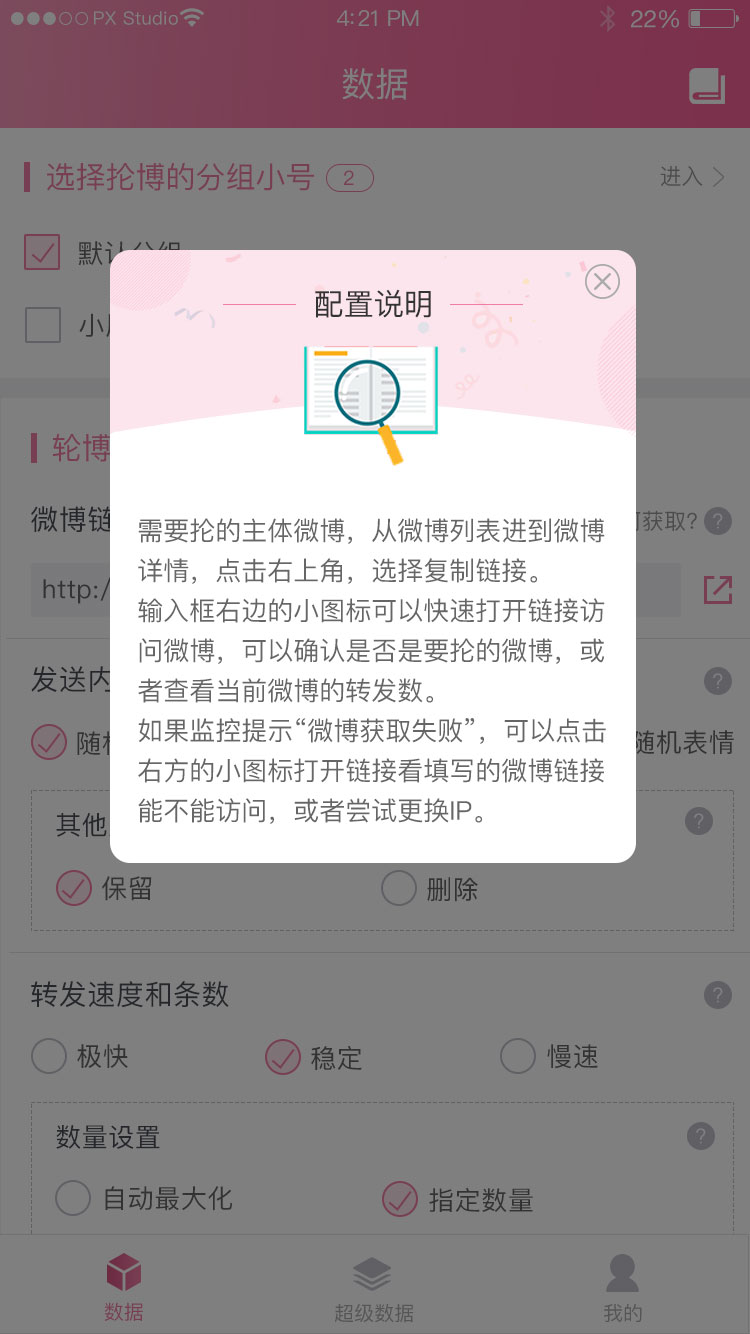 PX Studio 4:21 PM 22%
数据
选择抡博的分组小号 2 进入
默认分组
小
配置说明
轮博
微博链
获取? ?
需要抡的主体微博，从微博列表进到微博
详情，点击右上角，选择复制链接。
输入框右边的小图标可以快速打开链接访
问微博，可以确认是否是要抡的微博，或
者查看当前微博的转发数。
如果监控提示“微博获取失败”，可以点击
右方的小图标打开链接看填写的微博链接
能不能访问，或者尝试更换IP。
http:/
发送内 ?
随机 随机表情
其他 ?
保留 删除
转发速度和条数 ?
极快 稳定 慢速
数量设置 ?
自动最大化 指定数量
数据 超级数据 我的